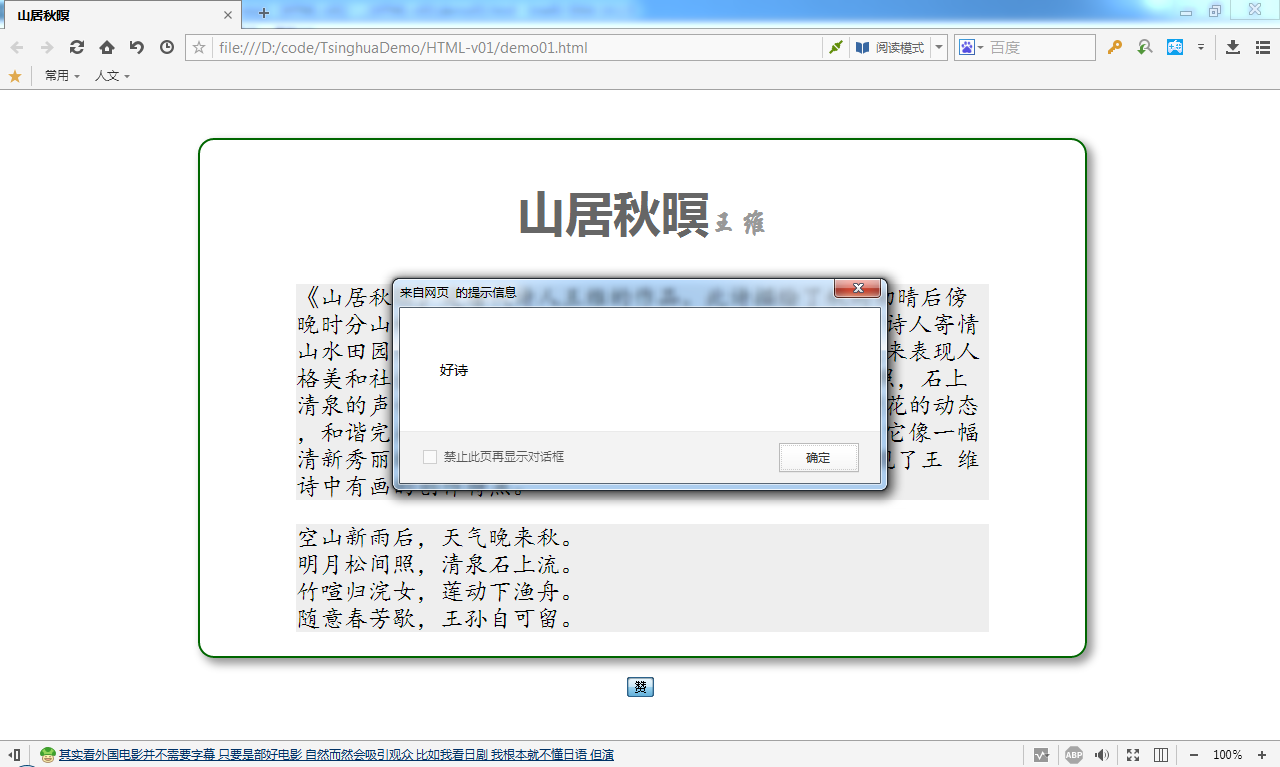 山居秋暝
file:///D:/code/TsinghuaDemo/HTML-v01/demo01.html
阅读模式
百度
常用
人文
山居秋暝 王 维
来自网页 的提示信息
好诗
禁止此页再显示对话框
确定
《山居秋 初晴后傍
晚时分山 诗人寄情
山水田园 来表现人
格美和社 照，石上
清泉的声 花的动态
，和谐完 它像一幅
清新秀丽 现了王 维
诗中有画的创作特点。
空山新雨后，天气晚来秋。
明月松间照，清泉石上流。
竹喧归浣女，莲动下渔舟。
随意春芳歇，王孙自可留。
赞
其实看外国电影并不需要字幕 只要是部好电影 自然而然会吸引观众 比如我看日剧 我根本就不懂日语 但演
ABP
100%